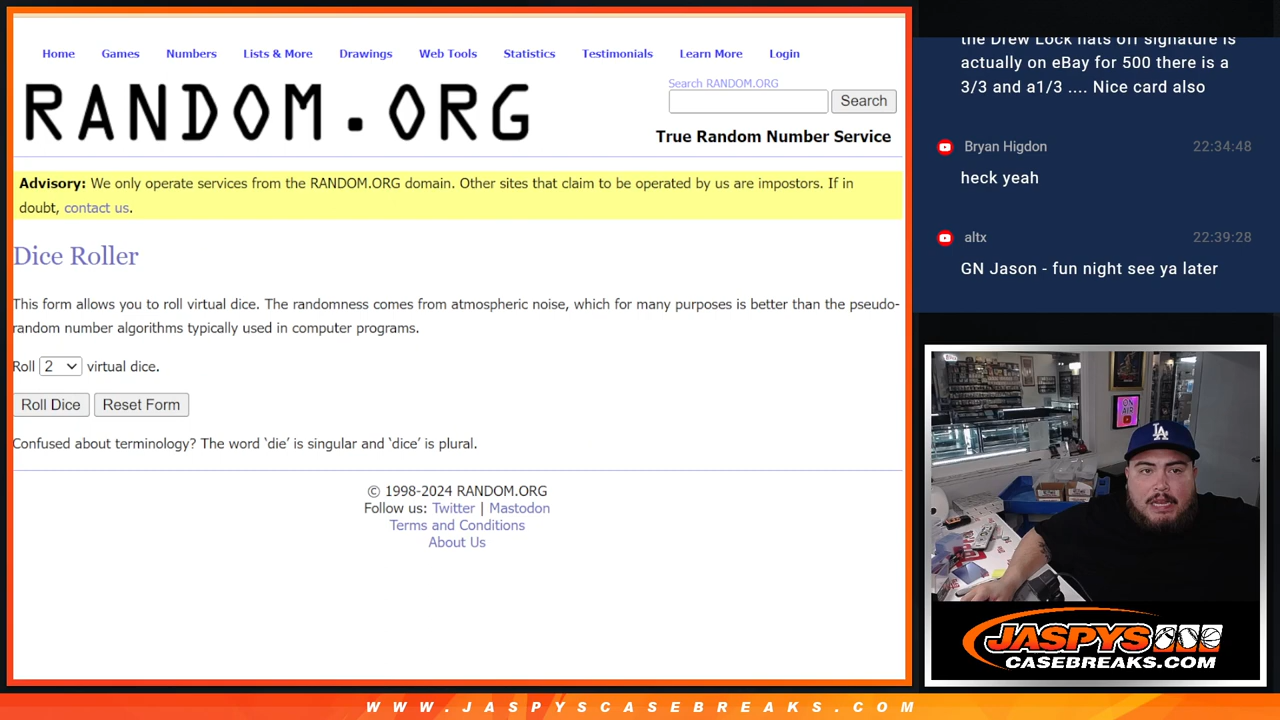 Home Games Numbers Lists & More Drawings Web Tools Statistics Testimonials Learn More Login
RANDOM.ORG
Search RANDOM.ORG
Search
True Random Number Service
Advisory: We only operate services from the RANDOM.ORG domain. Other sites that claim to be operated by us are impostors. If in
doubt, contact us.
Dice Roller
This form allows you to roll virtual dice. The randomness comes from atmospheric noise, which for many purposes is better than the pseudo-
random number algorithms typically used in computer programs.
Roll 2 virtual dice.
Roll Dice Reset Form
Confused about terminology? The word ‘die’ is singular and ‘dice’ is plural.
© 1998-2024 RANDOM.ORG
Follow us: Twitter | Mastodon
Terms and Conditions
About Us
the Drew Lock hats off signature is
actually on eBay for 500 there is a
3/3 and a1/3 .... Nice card also
Bryan Higdon 22:34:48
heck yeah
altx 22:39:28
GN Jason - fun night see ya later
ON
AIR
LA
JASPYS
CASEBREAKS.COM
WWW.JASPYSCASEBREAKS.COM